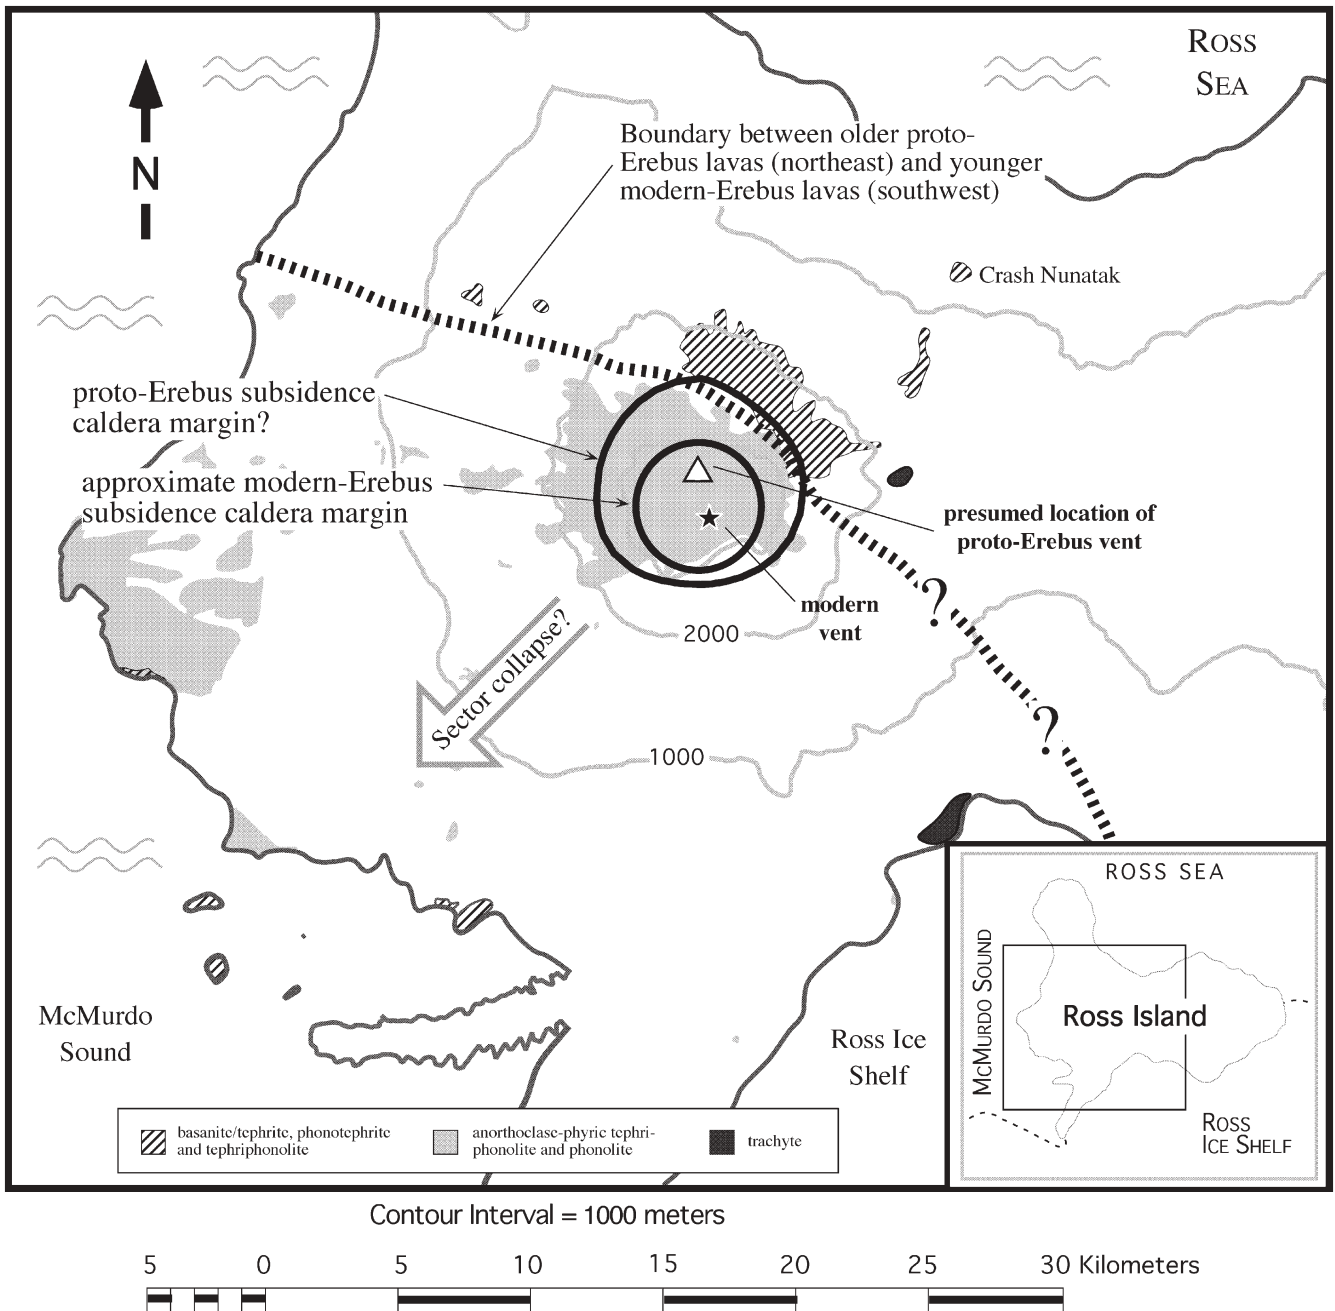 ROSS
SEA
N
Boundary between older proto-
Erebus lavas (northeast) and younger
modern-Erebus lavas (southwest)
Crash Nunatak
proto-Erebus subsidence
caldera margin?
approximate modern-Erebus
subsidence caldera margin
presumed location of
proto-Erebus vent
modern
vent
?
2000
Sector collapse?
?
1000
McMurdo
Sound
Ross Ice
Shelf
ROSS SEA
MCMURDO SOUND
Ross Island
ROSS
ICE SHELF
basanite/tephrite, phonotephrite
and tephriphonolite
anorthoclase-phyric tephri-
phonolite and phonolite
trachyte
Contour Interval = 1000 meters
5 0 5 10 15 20 25 30 Kilometers